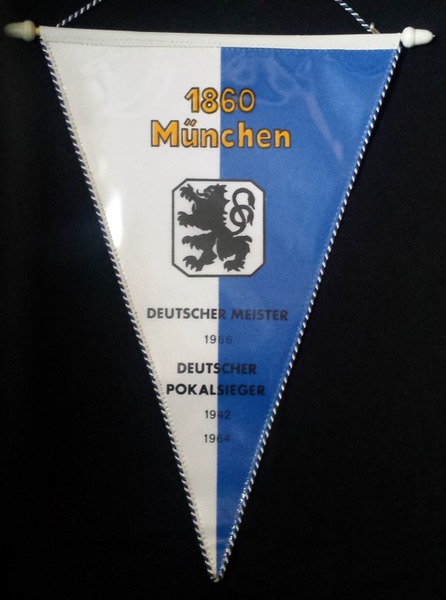 1860
München
DEUTSCHER MEISTER
1966
DEUTSCHER
POKALSIEGER
1942
1964